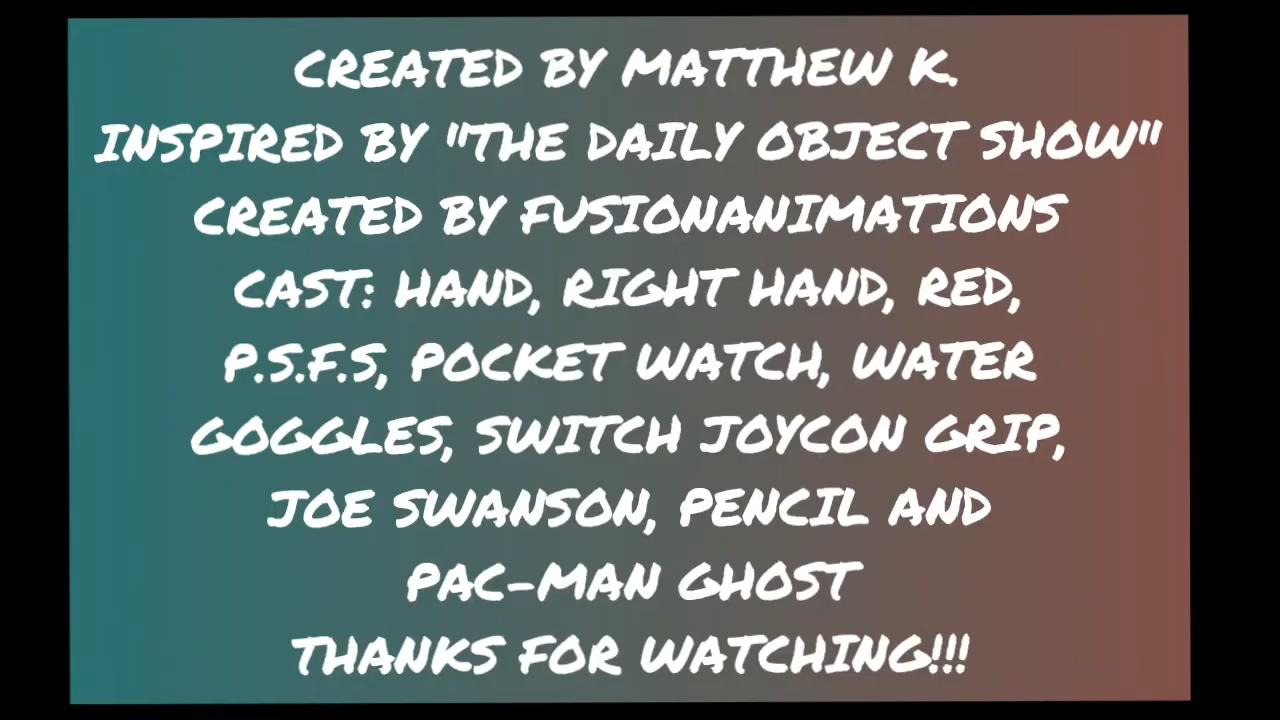 CREATED BY MATTHEW K.
INSPIRED BY "THE DAILY OBJECT SHOW"
CREATED BY FUSIONANIMATIONS
CAST: HAND, RIGHT HAND, RED,
P.S.F.S, POCKET WATCH, WATER
GOGGLES, SWITCH JOYCON GRIP,
JOE SWANSON, PENCIL AND
PAC-MAN GHOST
THANKS FOR WATCHING!!!